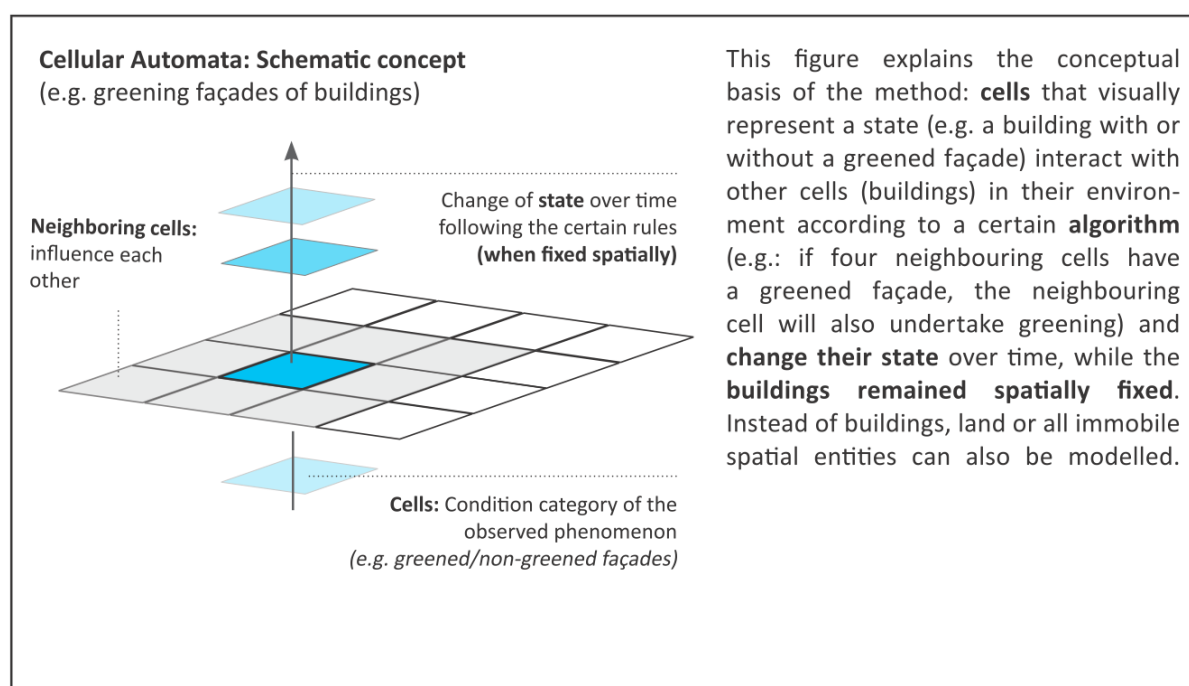 Cellular Automata: Schematic concept
(e.g. greening façades of buildings)
Neighboring cells:
influence each
other
Change of state over time
following the certain rules
(when fixed spatially)
Cells: Condition category of the
observed phenomenon
(e.g. greened/non-greened façades)
This figure explains the conceptual
basis of the method: cells that visually
represent a state (e.g. a building with or
without a greened façade) interact with
other cells (buildings) in their environ-
ment according to a certain algorithm
(e.g.: if four neighbouring cells have
a greened façade, the neighbouring
cell will also undertake greening) and
change their state over time, while the
buildings remained spatially fixed.
Instead of buildings, land or all immobile
spatial entities can also be modelled.